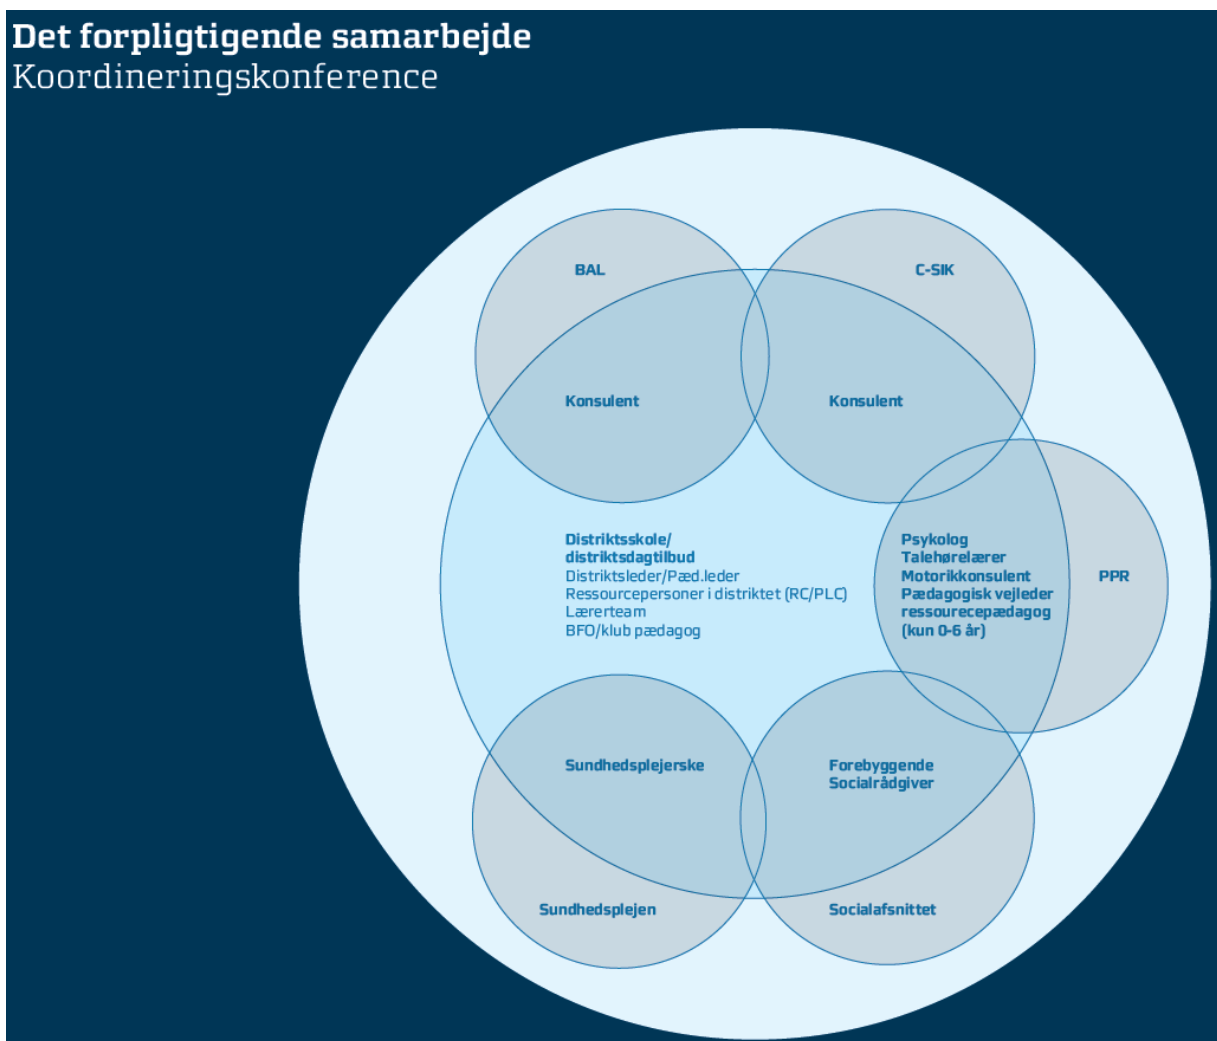 Det forpligtigende samarbejde
Koordineringskonference
BAL
C-SIK
Konsulent
Konsulent
Distriktsskole/
distriktsdagtilbud
Distriktsleder/Pæd.leder
Ressourcepersoner i distriktet (RC/PLC)
Lærerteam
BFO/klub pædagog
Psykolog
Talehørelærer
Motorikkonsulent
Pædagogisk vejleder
ressourecepædagog
(kun 0-6 år)
PPR
Sundhedsplejerske
Forebyggende
Socialrådgiver
Sundhedsplejen
Socialafsnittet